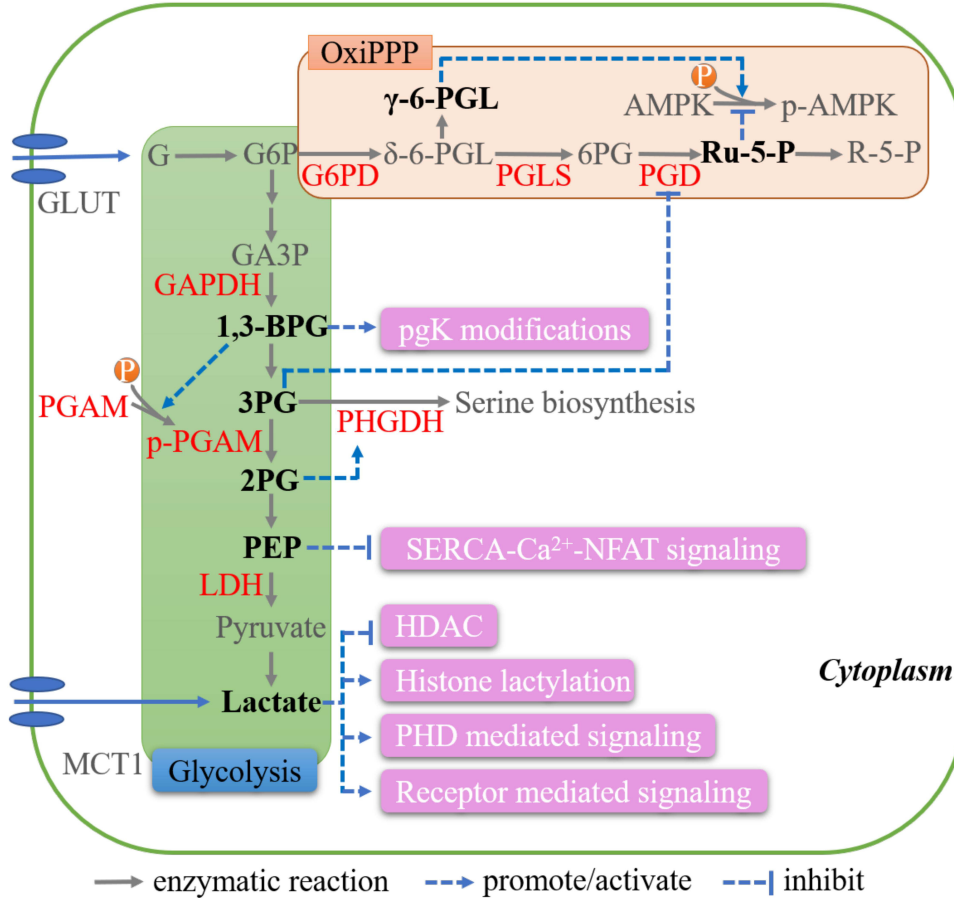 OxiPPP
γ-6-PGL
P
AMPK
p-AMPK
G
G6P
δ-6-PGL
6PG
Ru-5-P
R-5-P
G6PD
PGLS
PGD
GLUT
GA3P
GAPDH
1,3-BPG
pgK modifications
P
PGAM
3PG
Serine biosynthesis
PHGDH
p-PGAM
2PG
PEP
SERCA-Ca²⁺-NFAT signaling
LDH
Pyruvate
HDAC
Histone lactylation
Cytoplasm
Lactate
PHD mediated signaling
MCT1
Glycolysis
Receptor mediated signaling
enzymatic reaction
promote/activate
inhibit